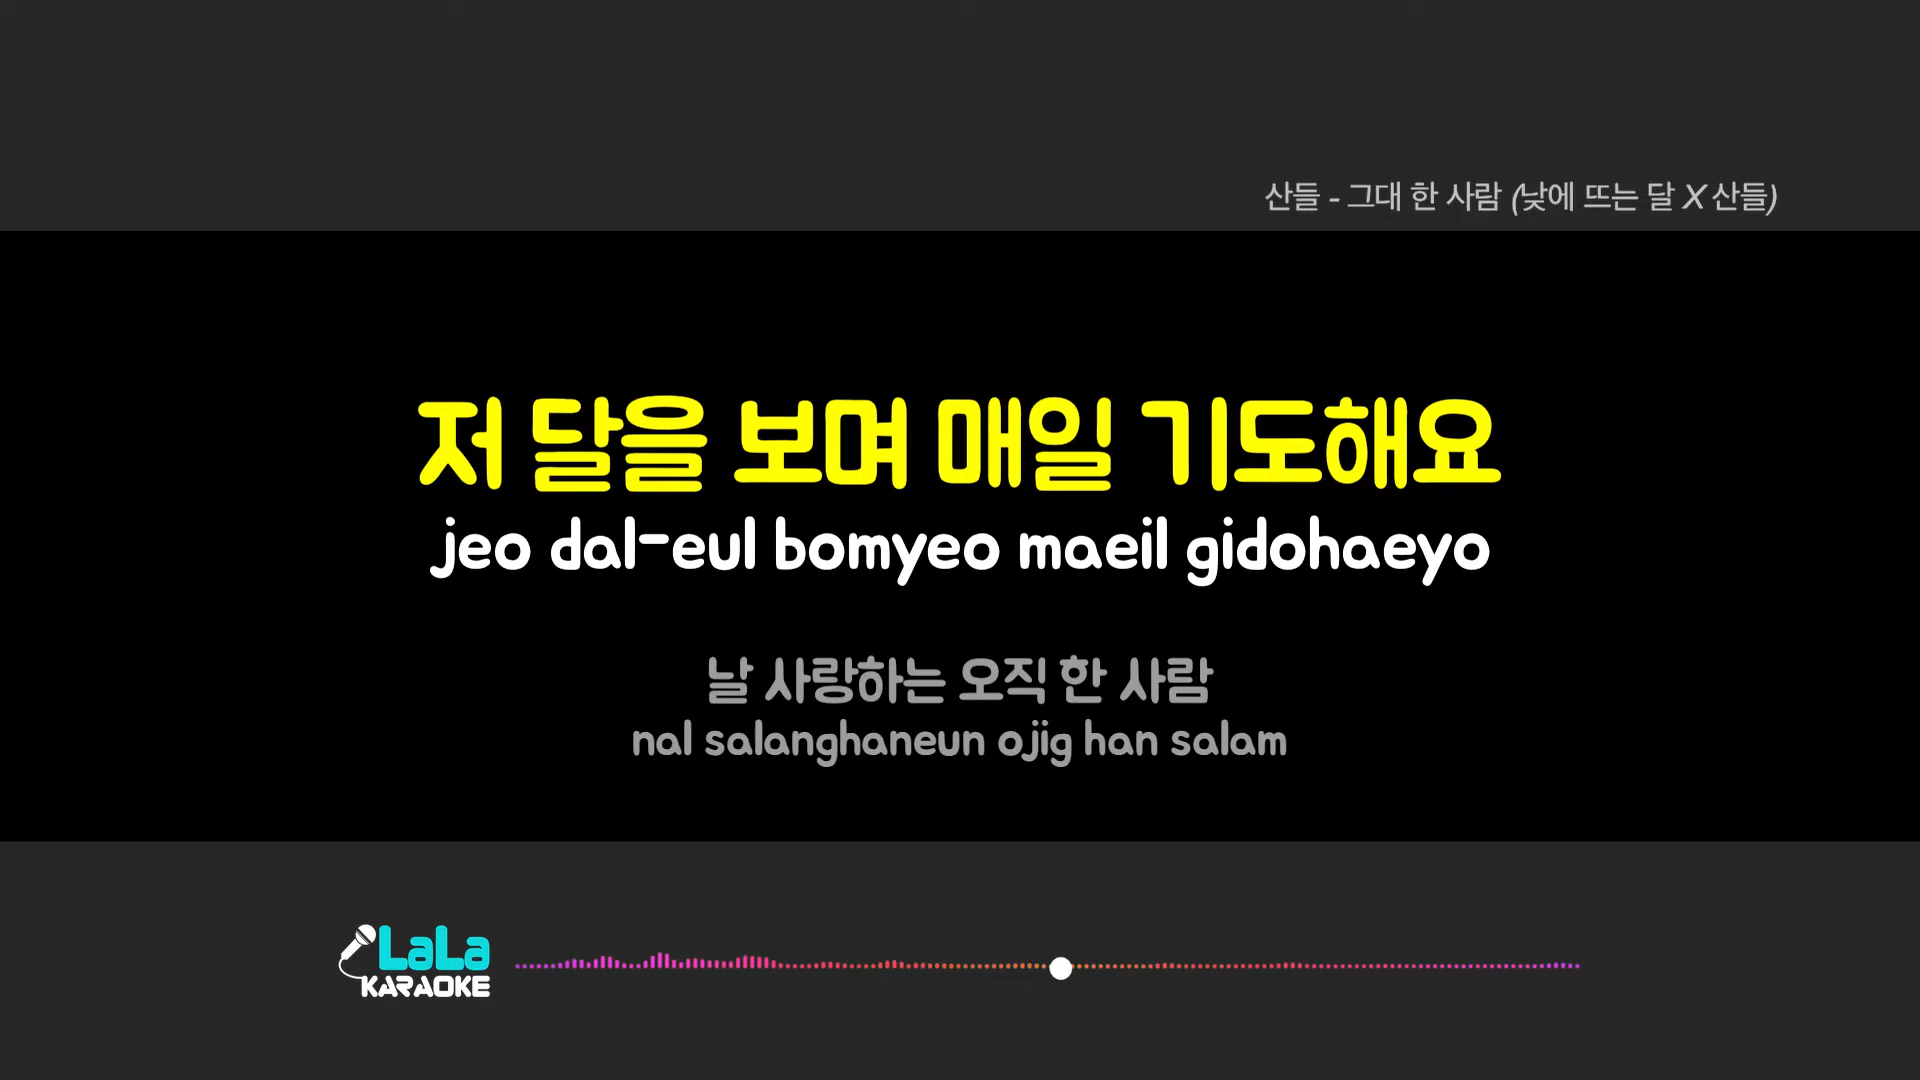 산들 - 그대 한 사람 (낮에 뜨는 달 X 산들)
저 달을 보며 매일 기도해요
jeo dal-eul bomyeo maeil gidohaeyo
날 사랑하는 오직 한 사람
nal salanghaneun ojig han salam
LaLa
KARAOKE